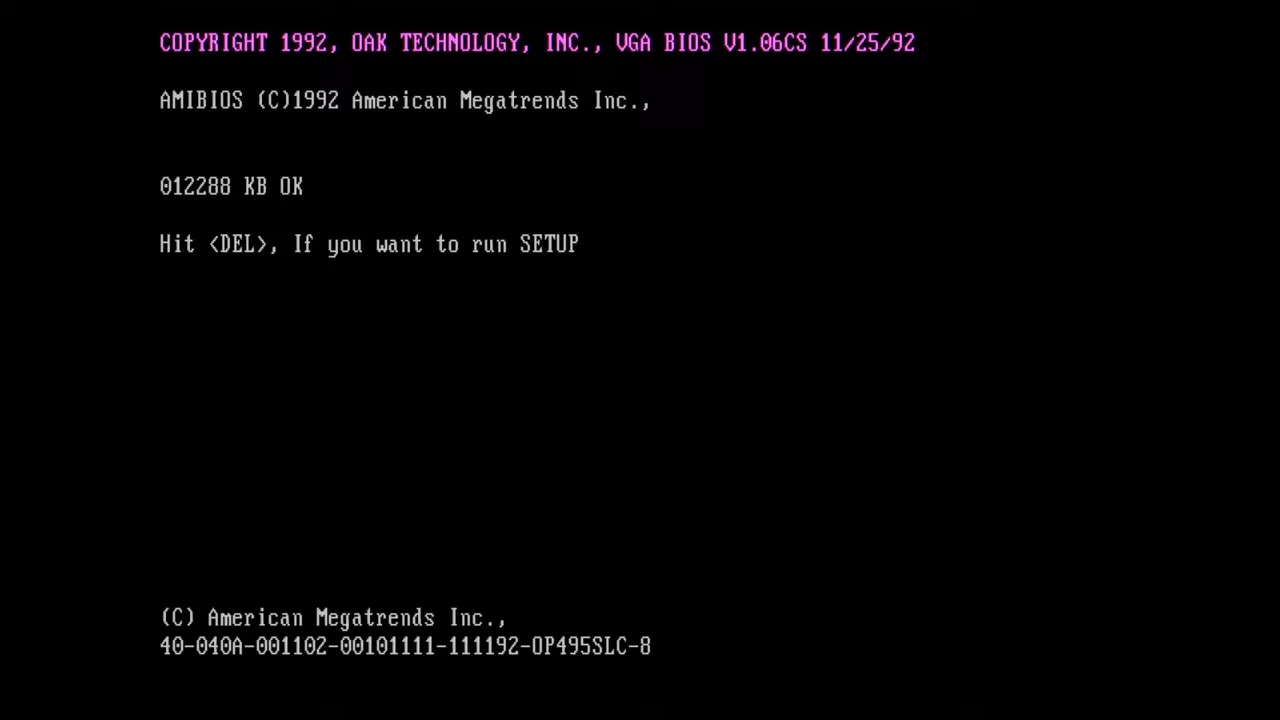 COPYRIGHT 1992, OAK TECHNOLOGY, INC., VGA BIOS V1.06CS 11/25/92
AMIBIOS (C)1992 American Megatrends Inc.,
012288 KB OK
Hit <DEL>, If you want to run SETUP
(C) American Megatrends Inc.,
40-040A-001102-00101111-111192-OP495SLC-8